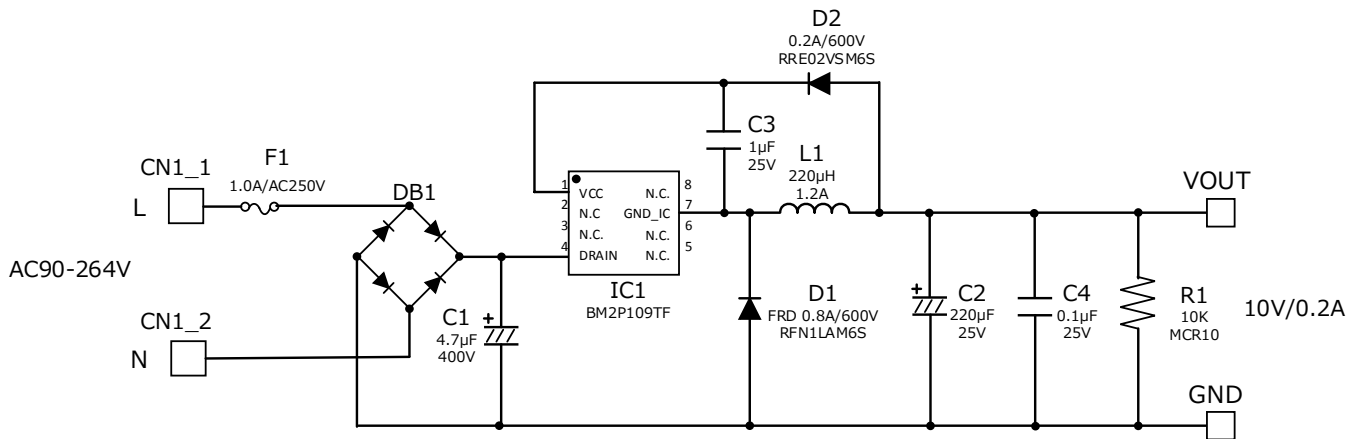 D2
0.2A/600V
RRE02VSM6S
C3
1µF
25V
L1
220µH
1.2A
CN1_1
L
F1
1.0A/AC250V
DB1
1
VCC
N.C.
8
2
N.C
GND_IC
7
3
N.C.
N.C.
6
4
DRAIN
N.C.
5
IC1
BM2P109TF
VOUT
AC90-264V
CN1_2
N
C1
+
4.7µF
400V
D1
FRD 0.8A/600V
RFN1LAM6S
+
C2
220µF
25V
C4
0.1µF
25V
R1
10K
MCR10
10V/0.2A
GND